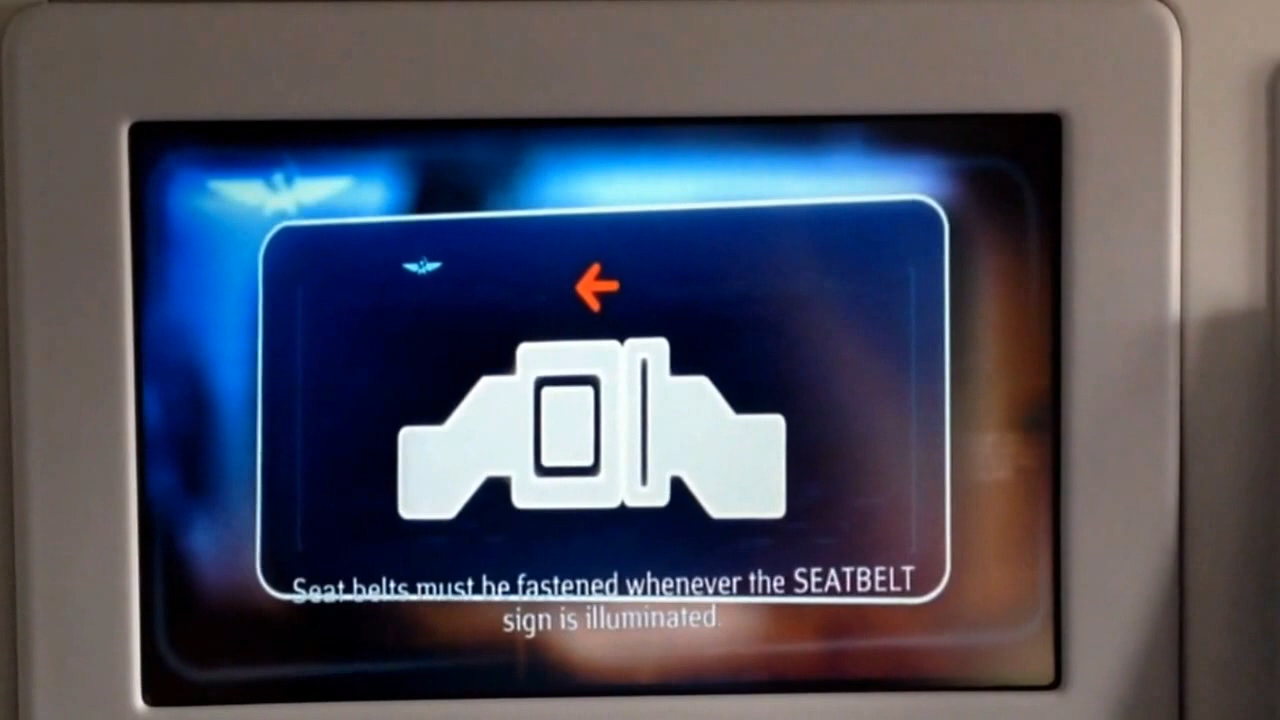 Seat belts must be fastened whenever the SEATBELT
sign is illuminated.